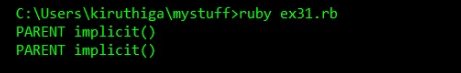 C:\Users\kiruthiga\mystuff>ruby ex31.rb
PARENT implicit()
PARENT implicit()